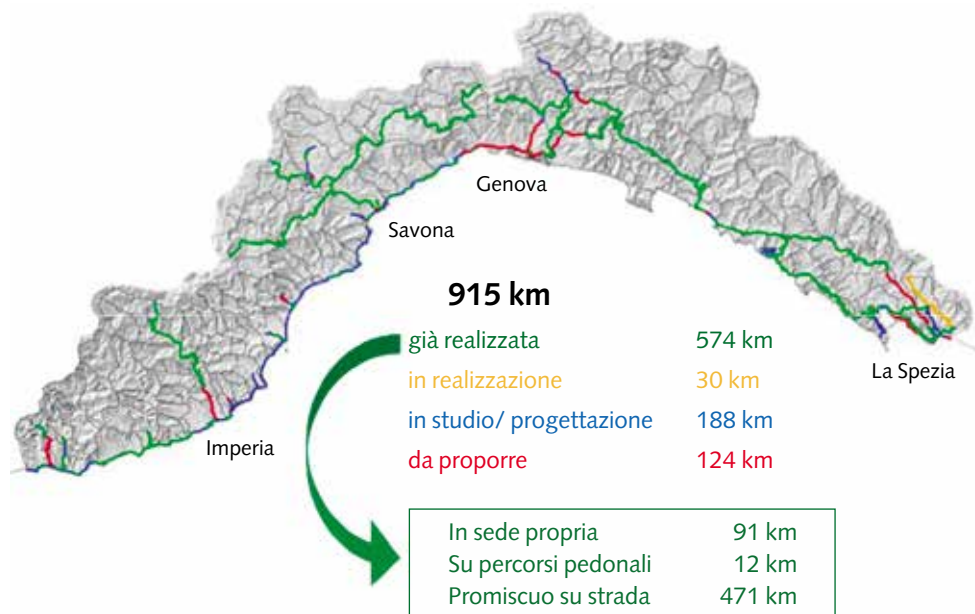 Genova
Savona
915 km
già realizzata 574 km
La Spezia
in realizzazione 30 km
in studio/ progettazione 188 km
Imperia
da proporre 124 km
In sede propria 91 km
Su percorsi pedonali 12 km
Promiscuo su strada 471 km